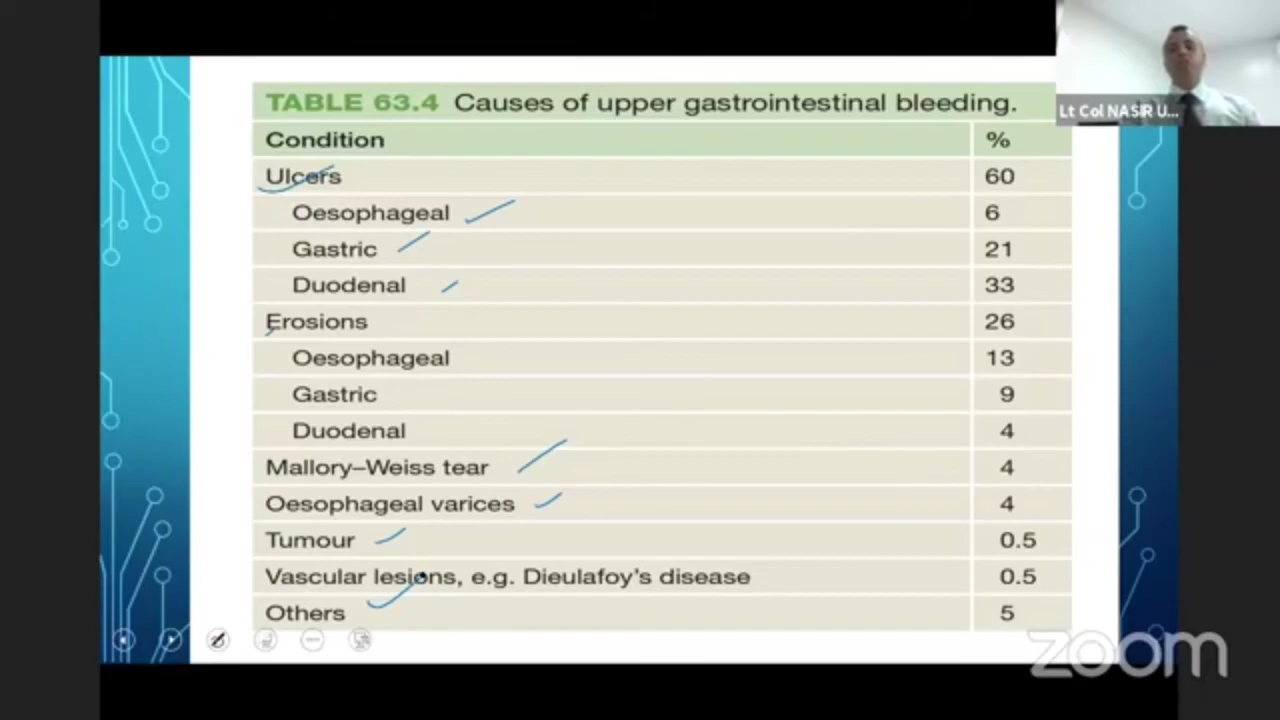 TABLE 63.4 Causes of upper gastrointestinal bleeding.
Condition %
Ulcers 60
Oesophageal 6
Gastric 21
Duodenal 33
Erosions 26
Oesophageal 13
Gastric 9
Duodenal 4
Mallory–Weiss tear 4
Oesophageal varices 4
Tumour 0.5
Vascular lesions, e.g. Dieulafoy's disease 0.5
Others 5
Lt Col NASIR U...
zoom